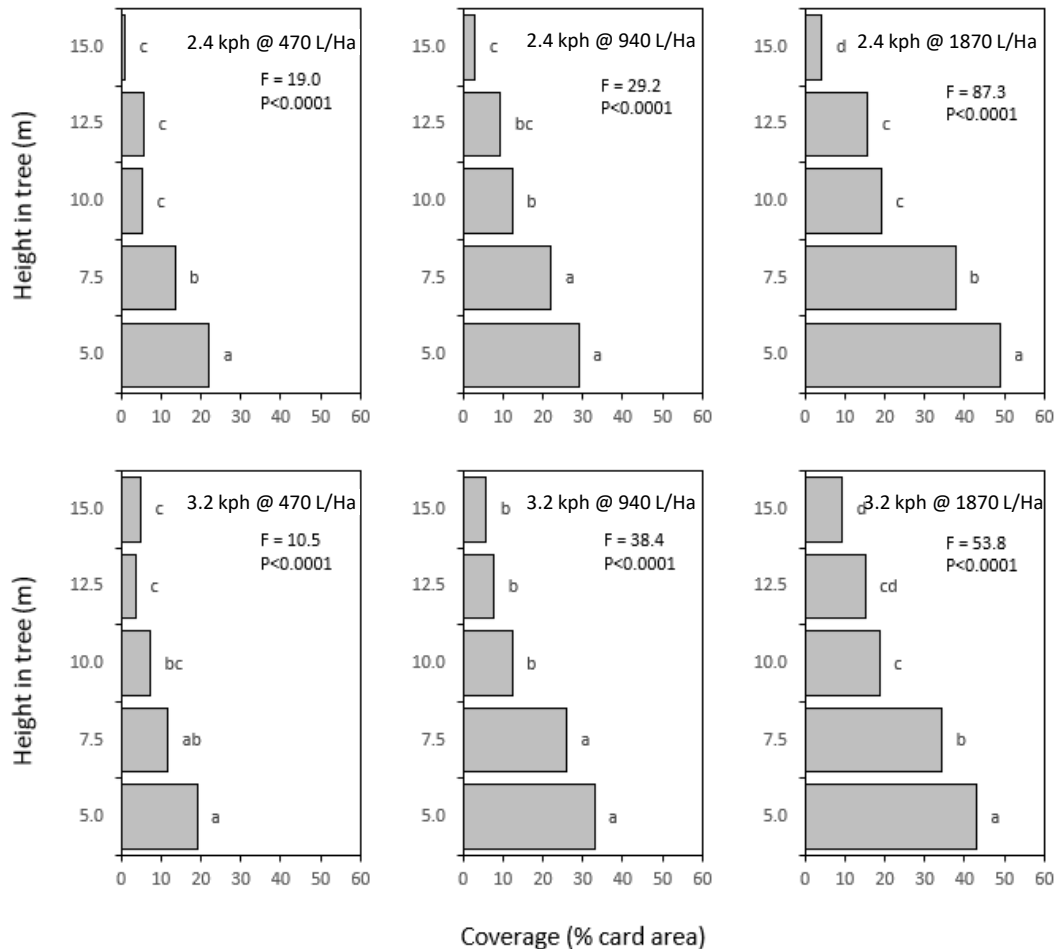 2.4 kph @ 470 L/Ha
F = 19.0
P<0.0001
Height in tree (m)
15.0 c
12.5 c
10.0 c
7.5 b
5.0 a
0 10 20 30 40 50 60
2.4 kph @ 940 L/Ha
F = 29.2
P<0.0001
15.0 c
12.5 bc
10.0 b
7.5 a
5.0 a
0 10 20 30 40 50 60
2.4 kph @ 1870 L/Ha
F = 87.3
P<0.0001
15.0 d
12.5 c
10.0 c
7.5 b
5.0 a
0 10 20 30 40 50 60
3.2 kph @ 470 L/Ha
F = 10.5
P<0.0001
Height in tree (m)
15.0 c
12.5 c
10.0 bc
7.5 ab
5.0 a
0 10 20 30 40 50 60
3.2 kph @ 940 L/Ha
F = 38.4
P<0.0001
15.0 b
12.5 b
10.0 b
7.5 a
5.0 a
0 10 20 30 40 50 60
3.2 kph @ 1870 L/Ha
F = 53.8
P<0.0001
15.0 d
12.5 cd
10.0 c
7.5 b
5.0 a
0 10 20 30 40 50 60
Coverage (% card area)